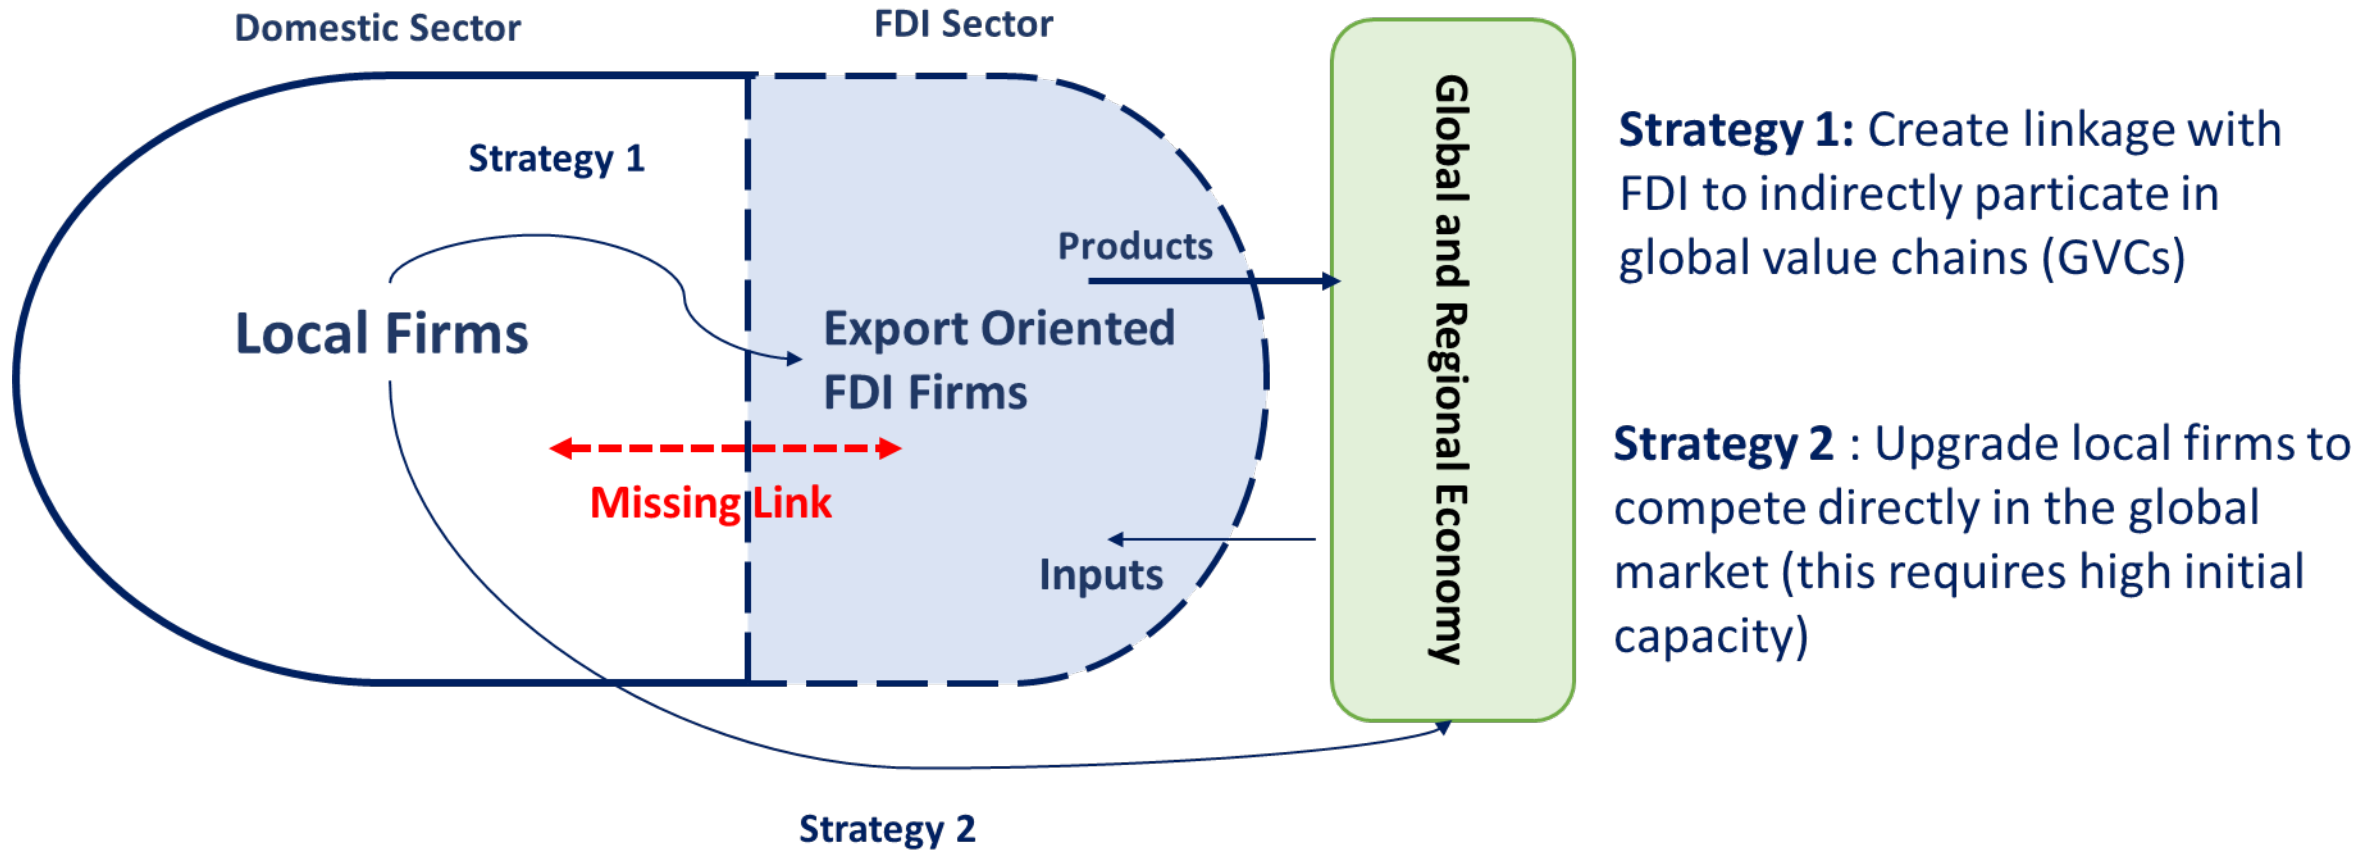 Domestic Sector
FDI Sector
Strategy 1
Local Firms
Products
Export Oriented
FDI Firms
Missing Link
Inputs
Strategy 2
Global and Regional Economy
Strategy 1: Create linkage with
FDI to indirectly particate in
global value chains (GVCs)
Strategy 2 : Upgrade local firms to
compete directly in the global
market (this requires high initial
capacity)